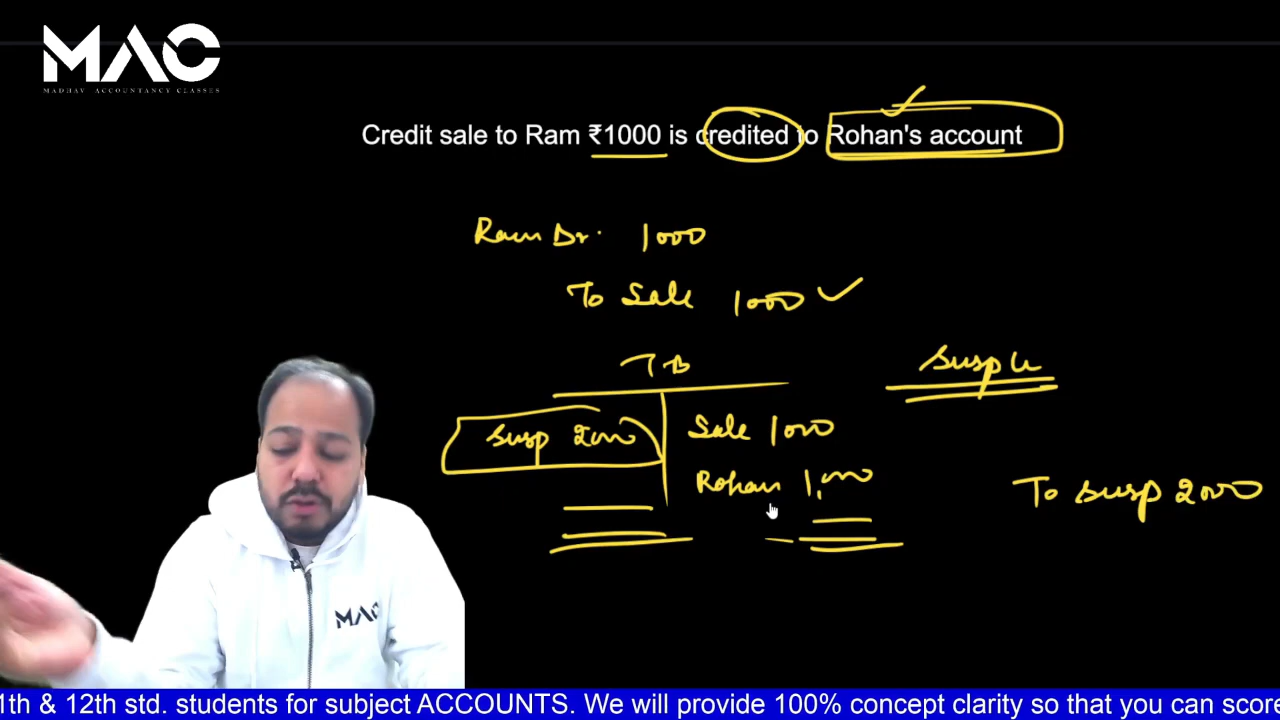 MAC
MADHAV ACCOUNTANCY CLASSES
Credit sale to Ram ₹1000 is credited to Rohan's account
Ram Dr. 1000
To Sale 1000
TB
Susp
Susp 2000
Sale 1000
Rohan 1,000
To Susp 2000
MAC
1th & 12th std. students for subject ACCOUNTS. We will provide 100% concept clarity so that you can score